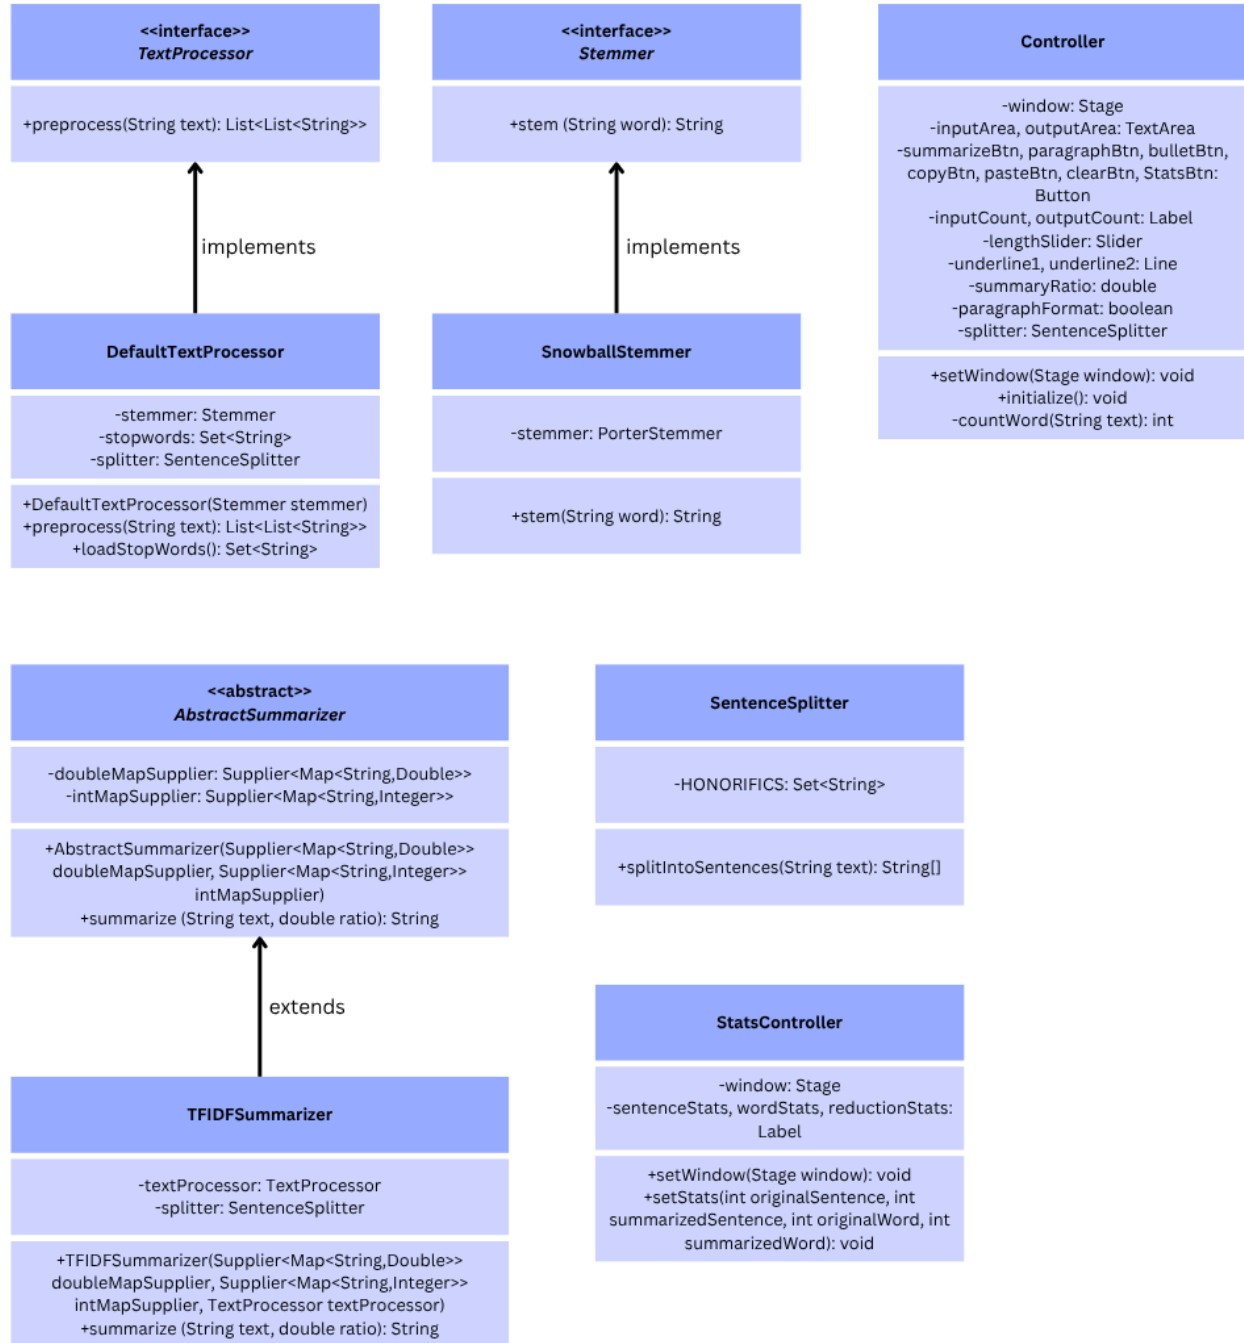 <<interface>>
TextProcessor
+preprocess(String text): List<List<String>>
implements
DefaultTextProcessor
-stemmer: Stemmer
-stopwords: Set<String>
-splitter: SentenceSplitter
+DefaultTextProcessor(Stemmer stemmer)
+preprocess(String text): List<List<String>>
+loadStopWords(): Set<String>
<<interface>>
Stemmer
+stem (String word): String
implements
SnowballStemmer
-stemmer: PorterStemmer
+stem(String word): String
Controller
-window: Stage
-inputArea, outputArea: TextArea
-summarizeBtn, paragraphBtn, bulletBtn,
copyBtn, pasteBtn, clearBtn, StatsBtn:
Button
-inputCount, outputCount: Label
-lengthSlider: Slider
-underline1, underline2: Line
-summaryRatio: double
-paragraphFormat: boolean
-splitter: SentenceSplitter
+setWindow(Stage window): void
+initialize(): void
-countWord(String text): int
<<abstract>>
AbstractSummarizer
-doubleMapSupplier: Supplier<Map<String,Double>>
-intMapSupplier: Supplier<Map<String,Integer>>
+AbstractSummarizer(Supplier<Map<String,Double>>
doubleMapSupplier, Supplier<Map<String,Integer>>
intMapSupplier)
+summarize (String text, double ratio): String
extends
TFIDFSummarizer
-textProcessor: TextProcessor
-splitter: SentenceSplitter
+TFIDFSummarizer(Supplier<Map<String,Double>>
doubleMapSupplier, Supplier<Map<String,Integer>>
intMapSupplier, TextProcessor textProcessor)
+summarize (String text, double ratio): String
SentenceSplitter
-HONORIFICS: Set<String>
+splitIntoSentences(String text): String[]
StatsController
-window: Stage
-sentenceStats, wordStats, reductionStats:
Label
+setWindow(Stage window): void
+setStats(int originalSentence, int
summarizedSentence, int originalWord, int
summarizedWord): void